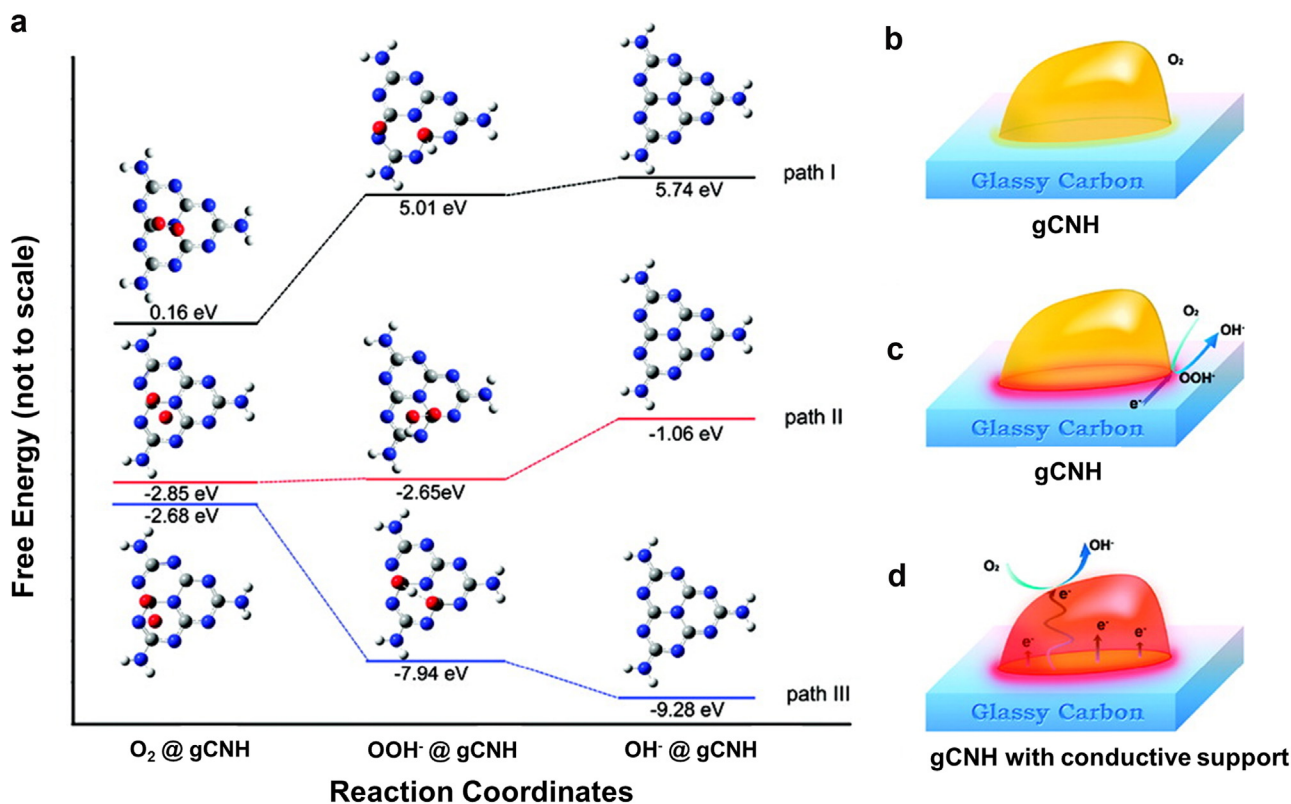 a
Free Energy (not to scale)
0.16 eV
5.01 eV
5.74 eV
path I
-2.85 eV
-2.65eV
-1.06 eV
path II
-2.68 eV
-7.94 eV
-9.28 eV
path III
O₂ @ gCNH
OOH⁻ @ gCNH
OH⁻ @ gCNH
Reaction Coordinates
b
O₂
Glassy Carbon
gCNH
c
O₂
OH⁻
OOH⁻
e⁻
Glassy Carbon
gCNH
d
O₂
OH⁻
e⁻
e⁻
e⁻
e⁻
Glassy Carbon
gCNH with conductive support